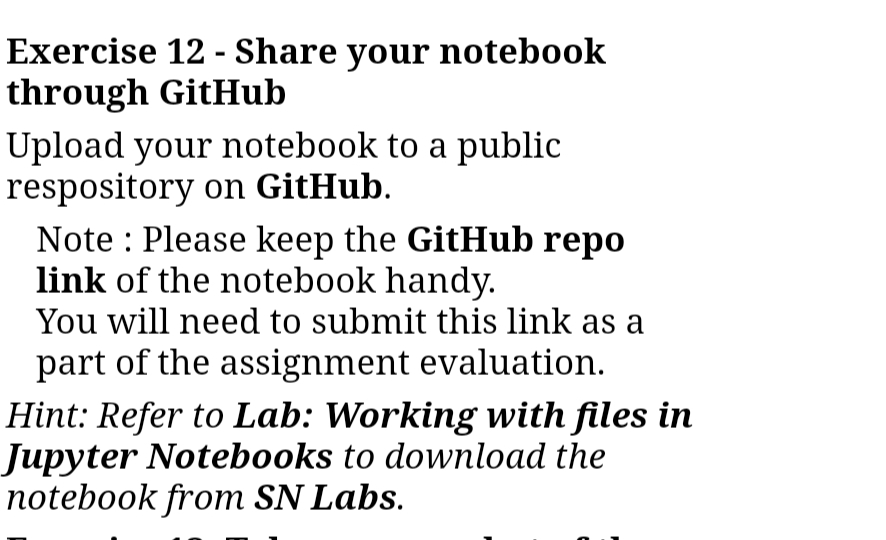 Exercise 12 - Share your notebook
through GitHub
Upload your notebook to a public
respository on GitHub.
Note : Please keep the GitHub repo
link of the notebook handy.
You will need to submit this link as a
part of the assignment evaluation.
Hint: Refer to Lab: Working with files in
Jupyter Notebooks to download the
notebook from SN Labs.